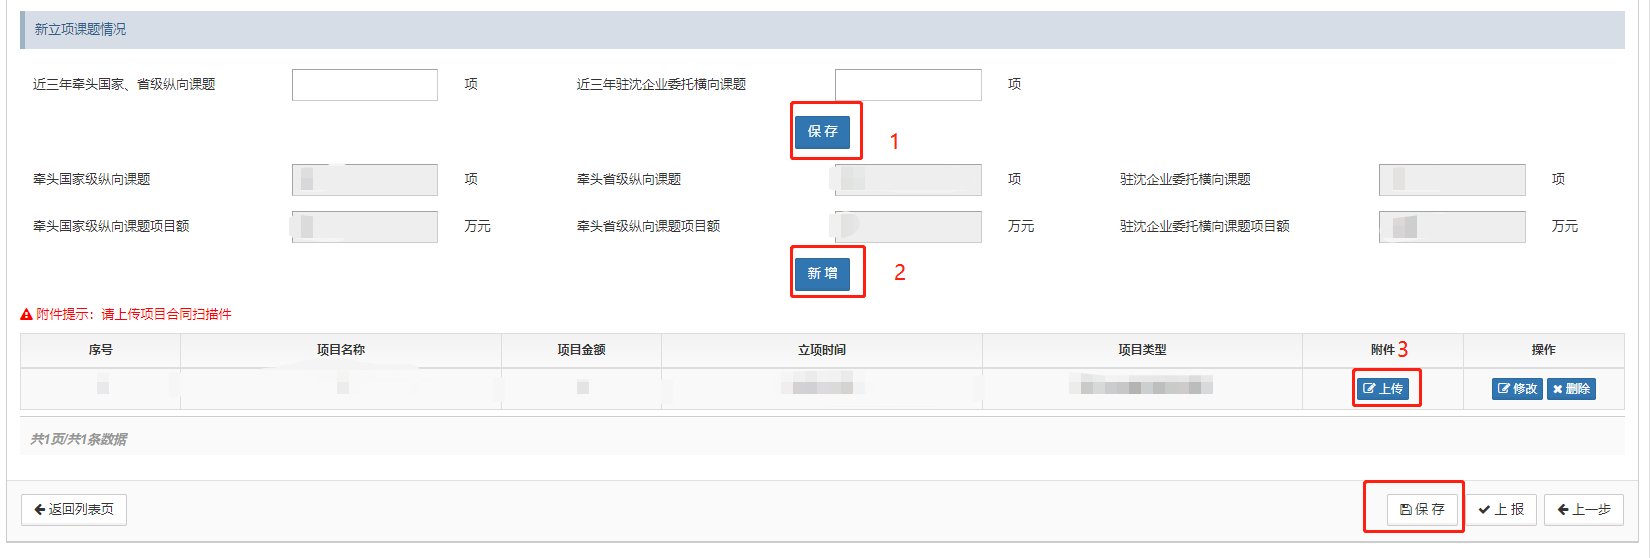 新立项课题情况
近三年牵头国家、省级纵向课题 项 近三年驻沈企业委托横向课题 项
保 存 1
牵头国家级纵向课题 项 牵头省级纵向课题 项 驻沈企业委托横向课题 项
牵头国家级纵向课题项目额 万元 牵头省级纵向课题项目额 万元 驻沈企业委托横向课题项目额 万元
新 增 2
附件提示：请上传项目合同扫描件
序号 项目名称 项目金额 立项时间 项目类型 附件 3 操作
上传 修改 删除
共1页/共1条数据
返回列表页 保 存 上 报 上一步